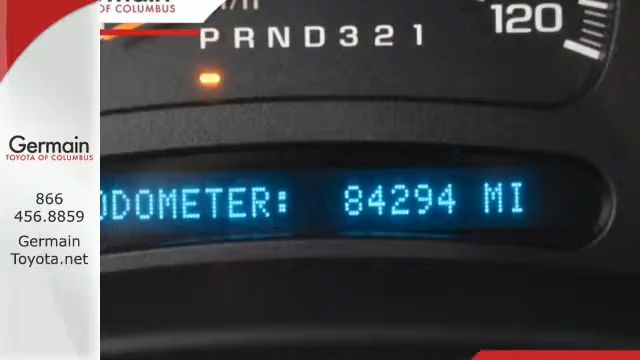 OF COLUMBUS
120
PRND321
Germain
TOYOTA OF COLUMBUS
ODOMETER: 84294 MI
866
456.8859
Germain
Toyota.net